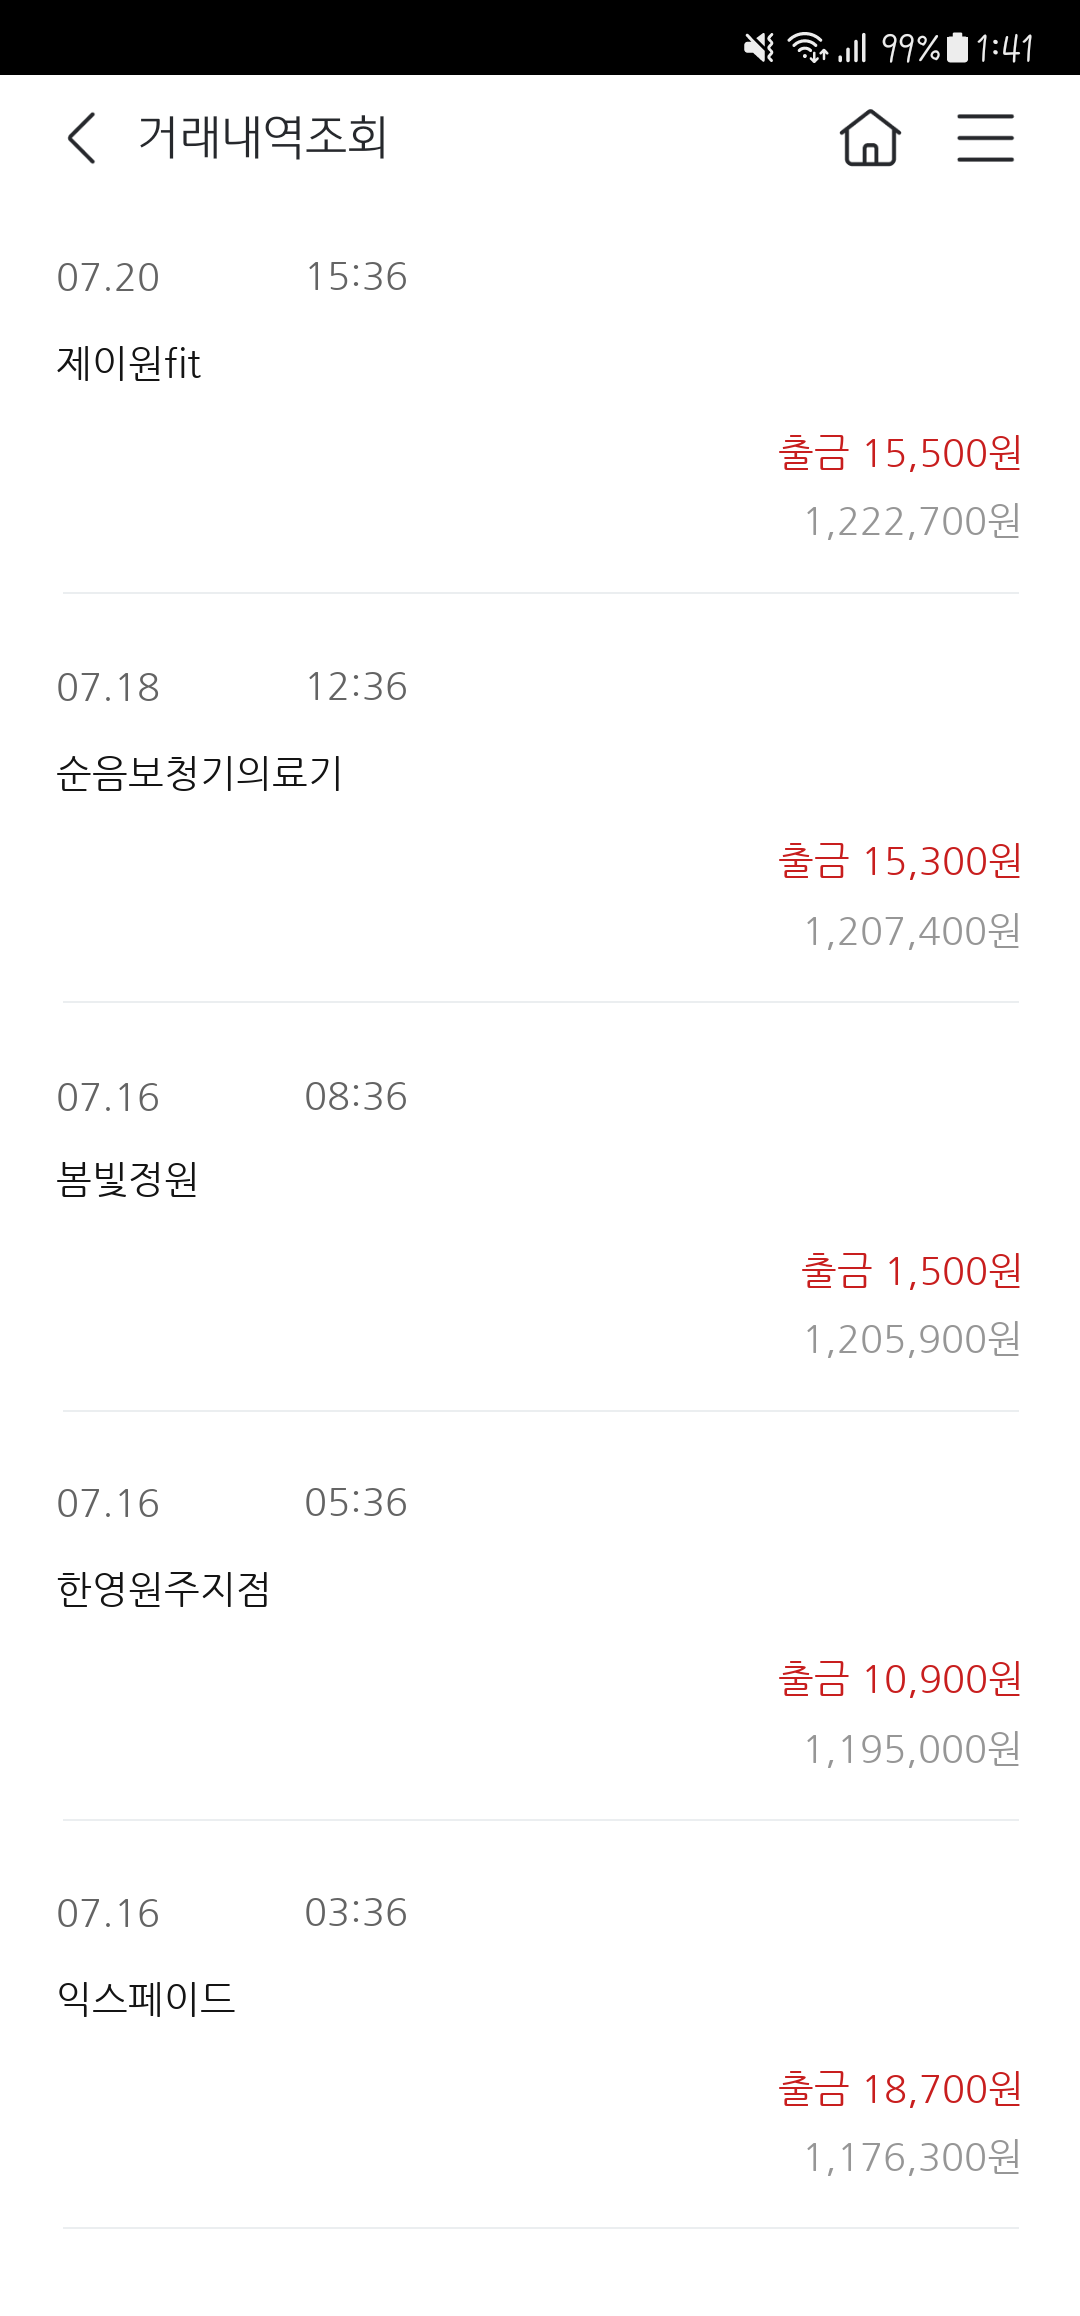 99% 1:41
거래내역조회
07.20 15:36
제이원fit
출금 15,500원
1,222,700원
07.18 12:36
순음보청기의료기
출금 15,300원
1,207,400원
07.16 08:36
봄빛정원
출금 1,500원
1,205,900원
07.16 05:36
한영원주지점
출금 10,900원
1,195,000원
07.16 03:36
익스페이드
출금 18,700원
1,176,300원